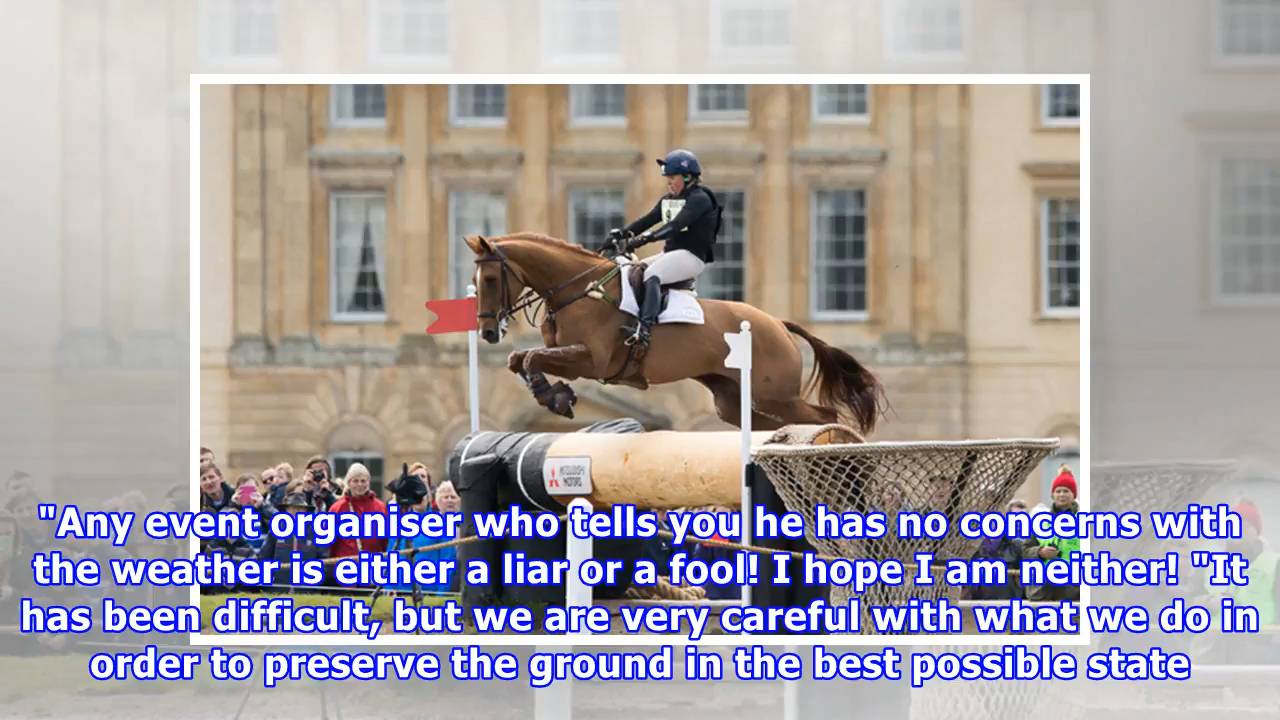 MITSUBISHI
MOTORS
"Any event organiser who tells you he has no concerns with
the weather is either a liar or a fool! I hope I am neither! "It
has been difficult, but we are very careful with what we do in
order to preserve the ground in the best possible state